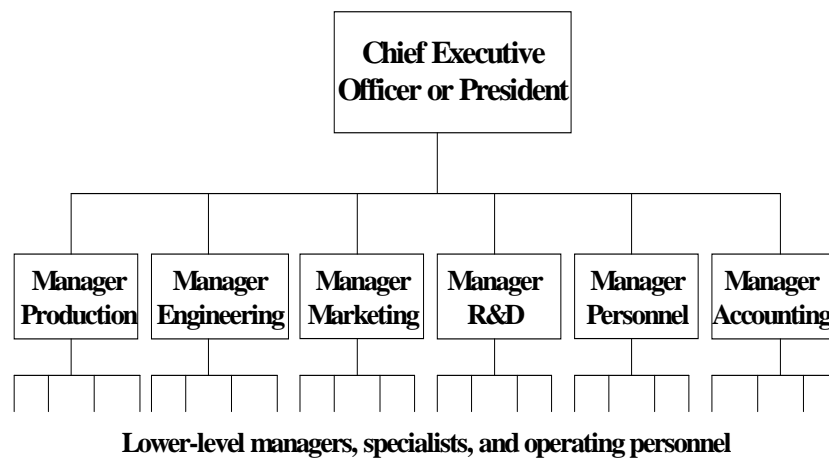 Chief Executive
Officer or President
Manager
Production
Manager
Engineering
Manager
Marketing
Manager
R&D
Manager
Personnel
Manager
Accounting
Lower-level managers, specialists, and operating personnel